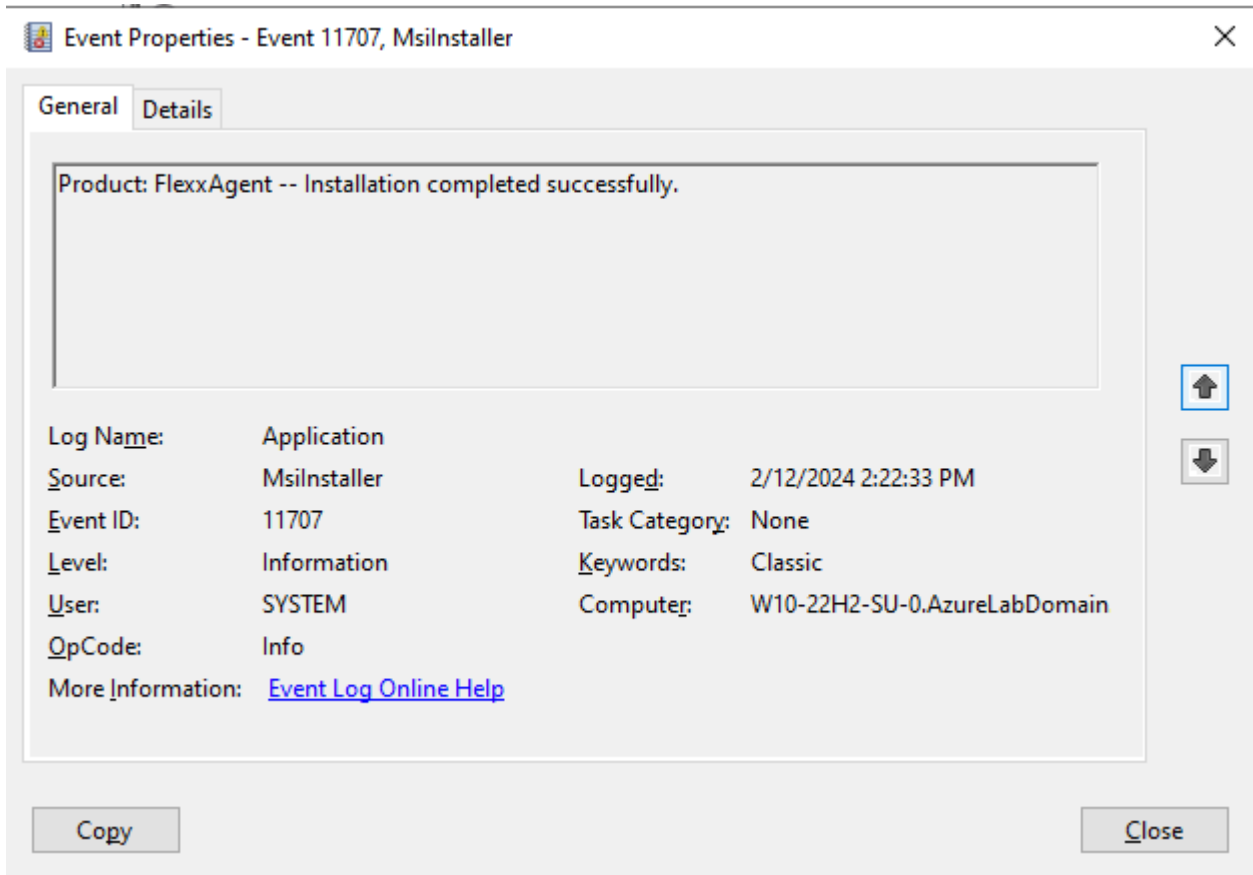 Event Properties - Event 11707, MsiInstaller
General Details
Product: FlexxAgent -- Installation completed successfully.
Log Name: Application
Source: MsiInstaller Logged: 2/12/2024 2:22:33 PM
Event ID: 11707 Task Category: None
Level: Information Keywords: Classic
User: SYSTEM Computer: W10-22H2-SU-0.AzureLabDomain
OpCode: Info
More Information: Event Log Online Help
Copy Close